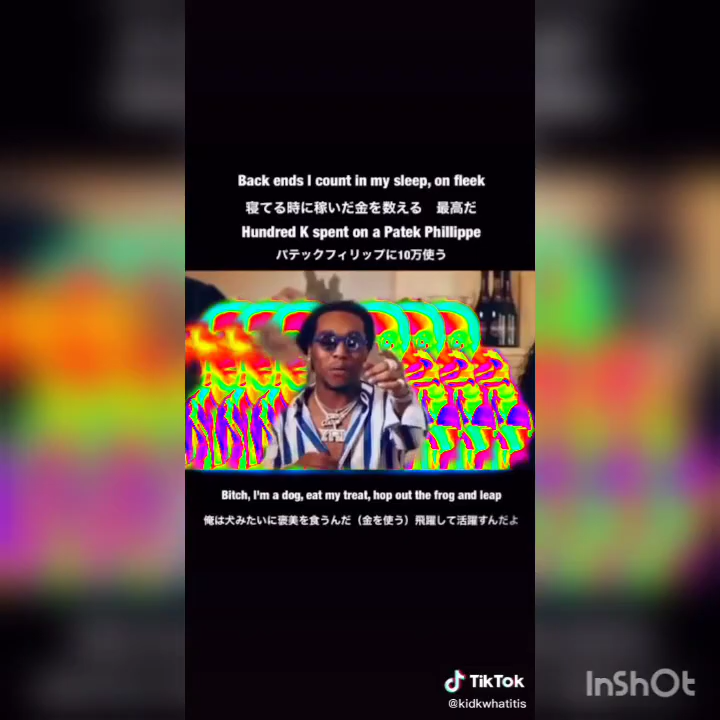 Back ends I count in my sleep, on fleek
寝てる時に稼いだ金を数える　最高だ
Hundred K spent on a Patek Phillippe
パテックフィリップに10万使う
Bitch, I'm a dog, eat my treat, hop out the frog and leap
俺は犬みたいに褒美を食うんだ（金を使う）飛躍して活躍すんだよ
TikTok
@kidkwhatitis
InShOt